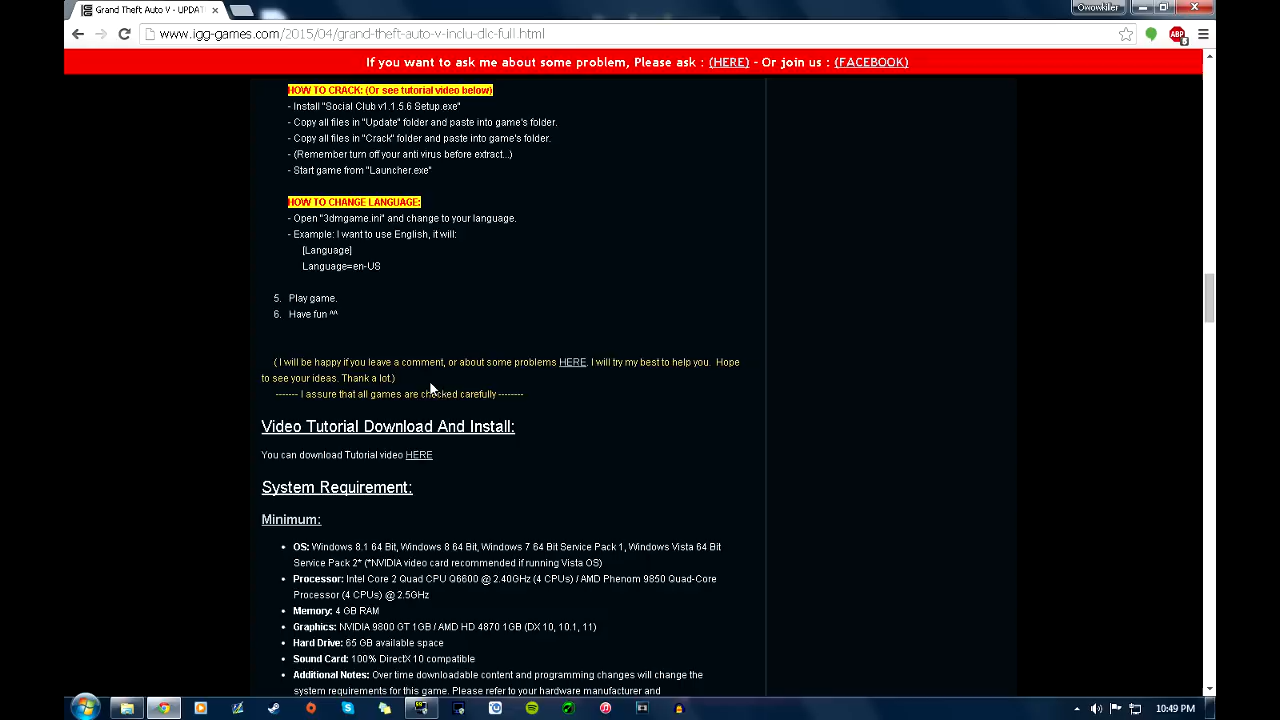 Grand Theft Auto V - UPDAT
Owowkiller
www.igg-games.com/2015/04/grand-theft-auto-v-inclu-dlc-full.html
ABP
If you want to ask me about some problem, Please ask : (HERE) - Or join us : (FACEBOOK)
HOW TO CRACK: (Or see tutorial video below)
- Install "Social Club v1.1.5.6 Setup.exe"
- Copy all files in "Update" folder and paste into game's folder.
- Copy all files in "Crack" folder and paste into game's folder.
- (Remember turn off your anti virus before extract...)
- Start game from "Launcher.exe"
HOW TO CHANGE LANGUAGE:
- Open "3dmgame.ini" and change to your language.
- Example: I want to use English, it will:
[Language]
Language=en-US
5. Play game.
6. Have fun ^^
( I will be happy if you leave a comment, or about some problems HERE. I will try my best to help you. Hope
to see your ideas. Thank a lot.)
------- I assure that all games are checked carefully --------
Video Tutorial Download And Install:
You can download Tutorial video HERE
System Requirement:
Minimum:
• OS: Windows 8.1 64 Bit, Windows 8 64 Bit, Windows 7 64 Bit Service Pack 1, Windows Vista 64 Bit
Service Pack 2* (*NVIDIA video card recommended if running Vista OS)
• Processor: Intel Core 2 Quad CPU Q6600 @ 2.40GHz (4 CPUs) / AMD Phenom 9850 Quad-Core
Processor (4 CPUs) @ 2.5GHz
• Memory: 4 GB RAM
• Graphics: NVIDIA 9800 GT 1GB / AMD HD 4870 1GB (DX 10, 10.1, 11)
• Hard Drive: 65 GB available space
• Sound Card: 100% DirectX 10 compatible
• Additional Notes: Over time downloadable content and programming changes will change the
system requirements for this game. Please refer to your hardware manufacturer and
10:49 PM